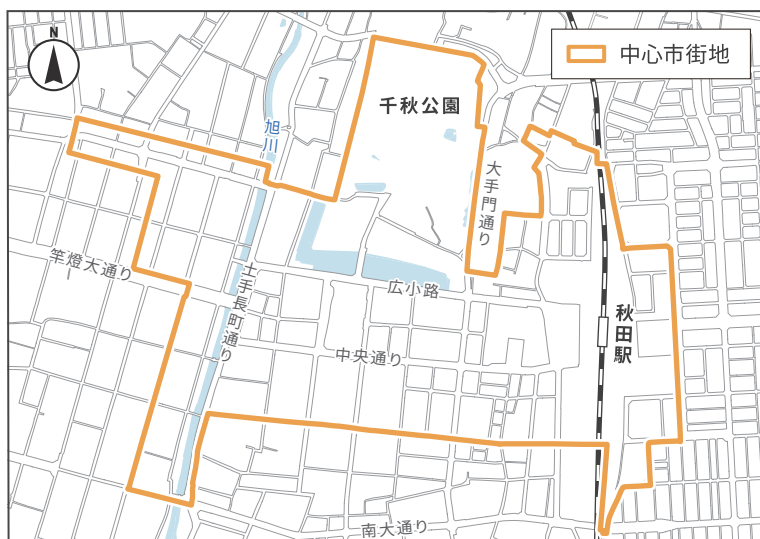 N
中心市街地
千秋公園
旭川
大手門通り
竿燈大通り
土手長町通り
広小路
秋田駅
中央通り
南大通り